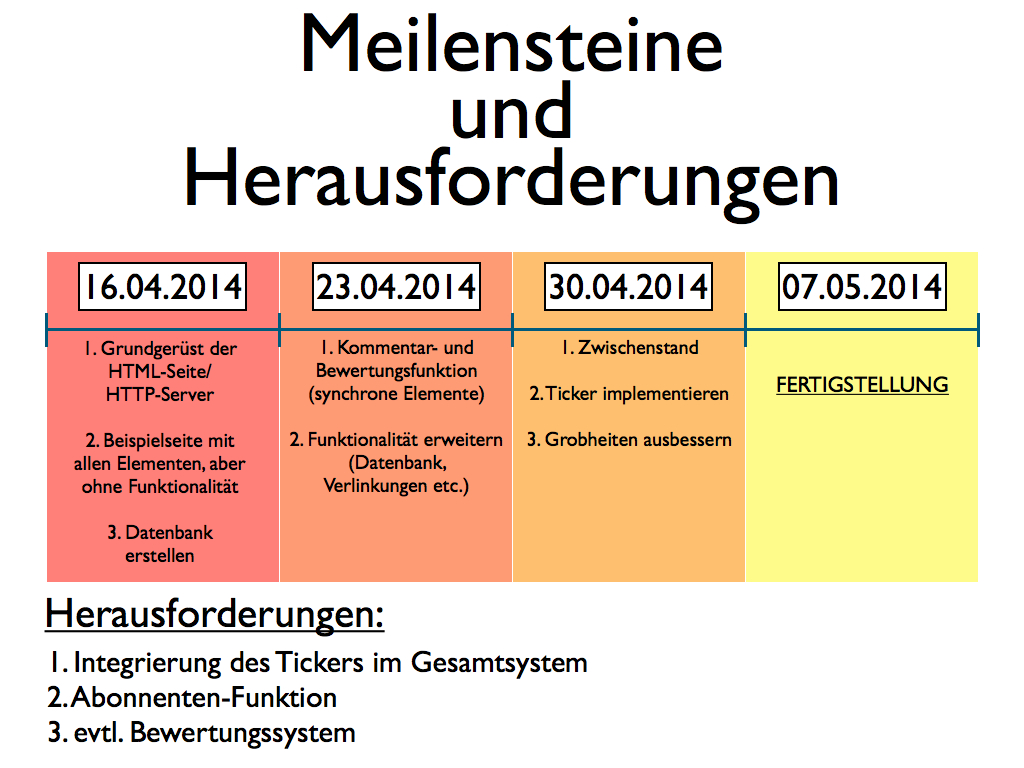 Meilensteine
und
Herausforderungen
16.04.2014
1. Grundgerüst der
HTML-Seite/
HTTP-Server
2. Beispielseite mit
allen Elementen, aber
ohne Funktionalität
3. Datenbank
erstellen
23.04.2014
1. Kommentar- und
Bewertungsfunktion
(synchrone Elemente)
2. Funktionalität erweitern
(Datenbank,
Verlinkungen etc.)
30.04.2014
1. Zwischenstand
2. Ticker implementieren
3. Grobheiten ausbessern
07.05.2014
FERTIGSTELLUNG
Herausforderungen:
1. Integrierung des Tickers im Gesamtsystem
2. Abonnenten-Funktion
3. evtl. Bewertungssystem